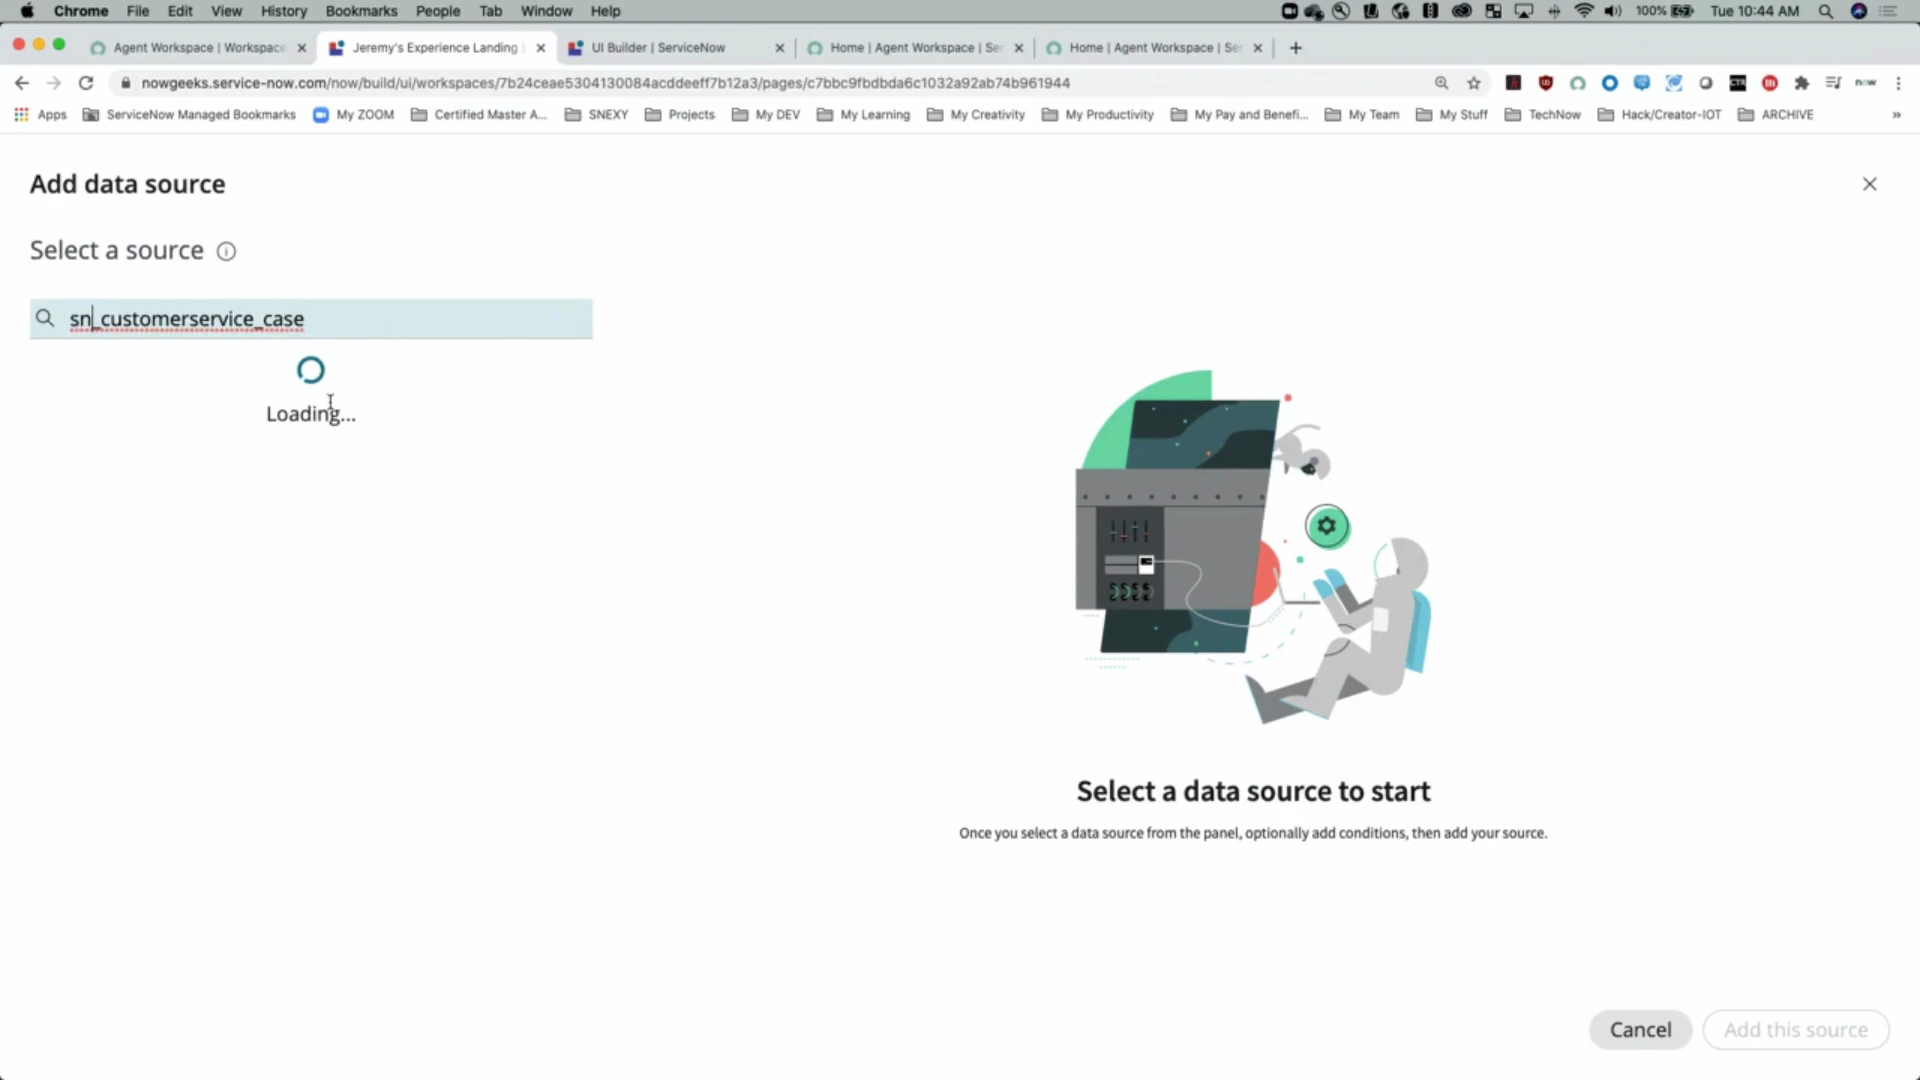 Chrome File Edit View History Bookmarks People Tab Window Help 100% Tue 10:44 AM
Agent Workspace | Workspace Jeremy's Experience Landing UI Builder | ServiceNow Home | Agent Workspace | Ser Home | Agent Workspace | Ser
nowgeeks.service-now.com/now/build/ui/workspaces/7b24ceae5304130084acddeeff7b12a3/pages/c7bbc9fbdbda6c1032a92ab74b961944 now
Apps ServiceNow Managed Bookmarks My ZOOM Certified Master A... SNEXY Projects My DEV My Learning My Creativity My Productivity My Pay and Benefi... My Team My Stuff TechNow Hack/Creator-IOT ARCHIVE »
Add data source
Select a source
sn_customerservice_case
Loading...
Select a data source to start
Once you select a data source from the panel, optionally add conditions, then add your source.
Cancel Add this source